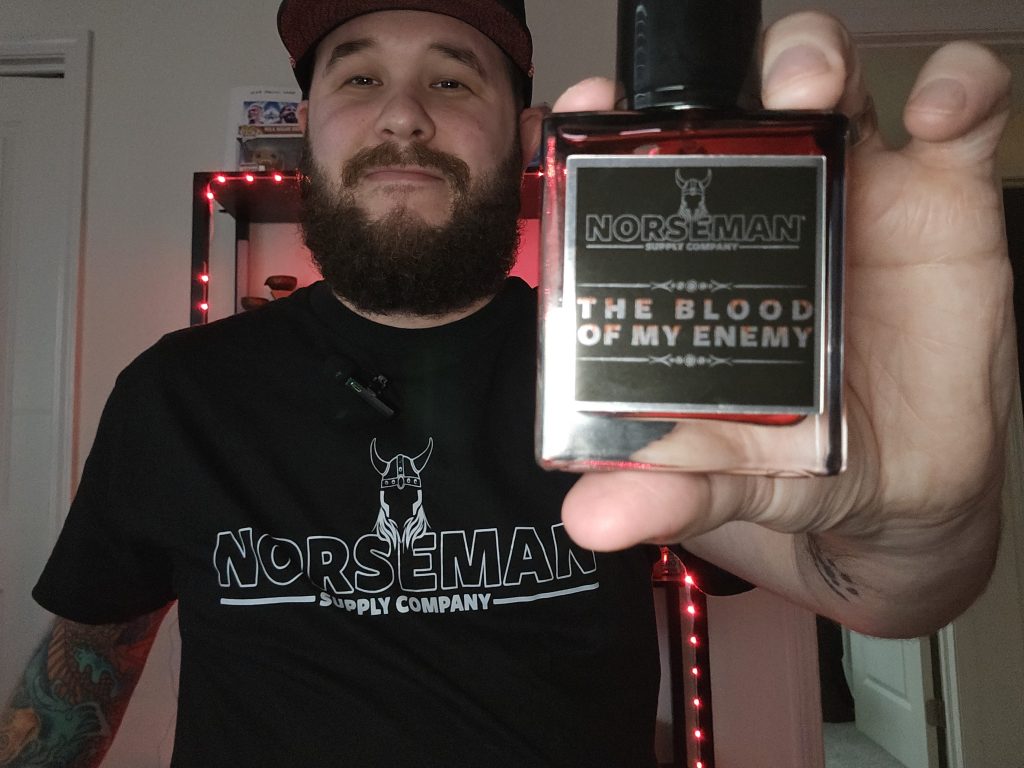 NORSEMAN®
SUPPLY COMPANY
THE BLOOD
OF MY ENEMY
NORSEMAN
SUPPLY COMPANY